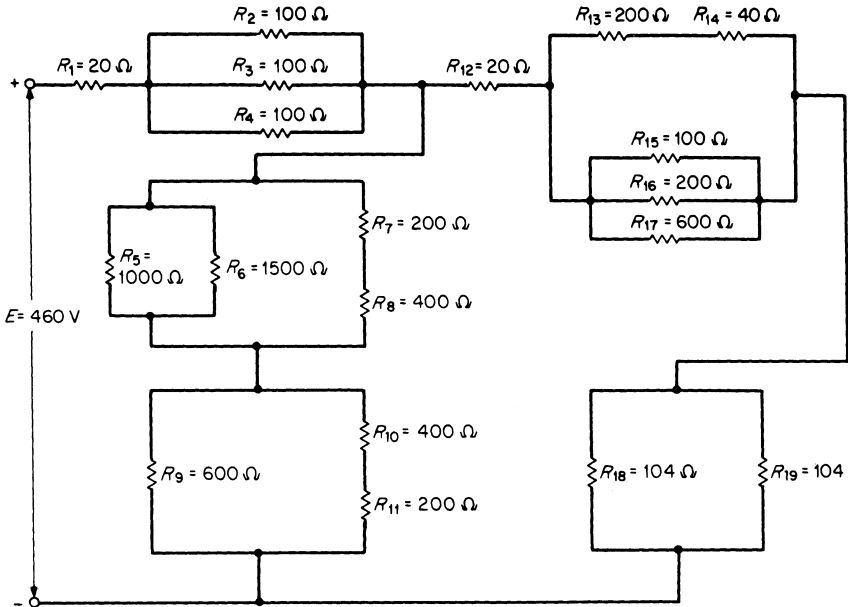 R2 = 100 Ω
R13 = 200 Ω
R14 = 40 Ω
R1 = 20 Ω
R3 = 100 Ω
R12 = 20 Ω
+
R4 = 100 Ω
R15 = 100 Ω
R16 = 200 Ω
R17 = 600 Ω
R7 = 200 Ω
R5 =
1000 Ω
R6 = 1500 Ω
R8 = 400 Ω
E = 460 V
R10 = 400 Ω
R9 = 600 Ω
R18 = 104 Ω
R19 = 104
R11 = 200 Ω
-